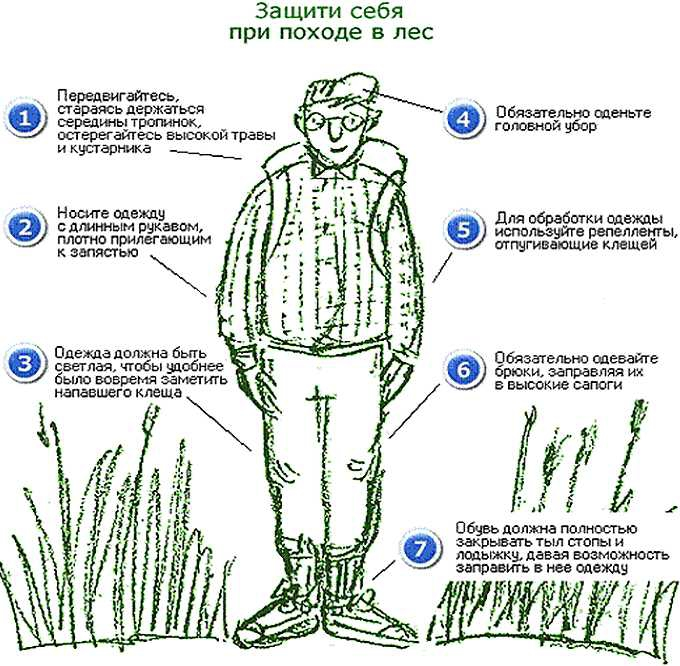 Защити себя
при походе в лес
1
Передвигайтесь,
стараясь держаться
середины тропинок,
остерегайтесь высокой травы
и кустарника
2
Носите одежду
с длинным рукавом,
плотно прилегающим
к запястью
3
Одежда должна быть
светлая, чтобы удобнее
было вовремя заметить
напавшего клеща
4
Обязательно оденьте
головной убор
5
Для обработки одежды
используйте репелленты,
отпугивающие клещей
6
Обязательно одевайте
брюки, заправляя их
в высокие сапоги
7
Обувь должна полностью
закрывать тыл стопы и
лодыжку, давая возможность
заправить в нее одежду